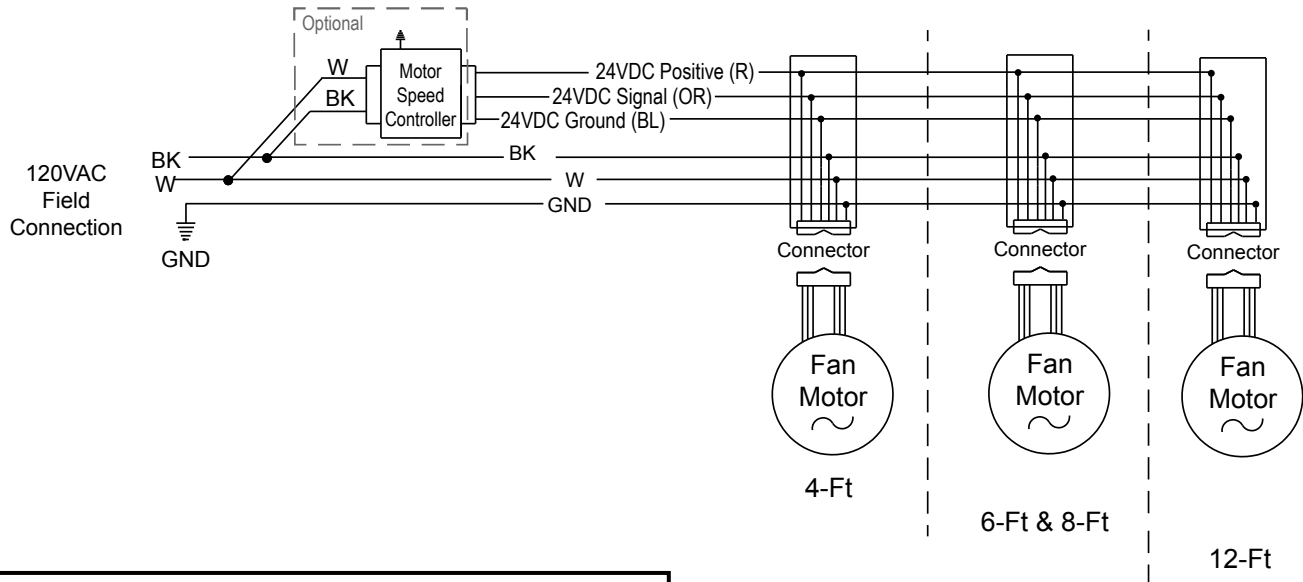 Optional
W
BK
Motor
Speed
Controller
24VDC Positive (R)
24VDC Signal (OR)
24VDC Ground (BL)
120VAC
Field
Connection
BK
W
GND
BK
W
GND
Connector
Connector
Connector
Fan
Motor
Fan
Motor
Fan
Motor
4-Ft
6-Ft & 8-Ft
12-Ft